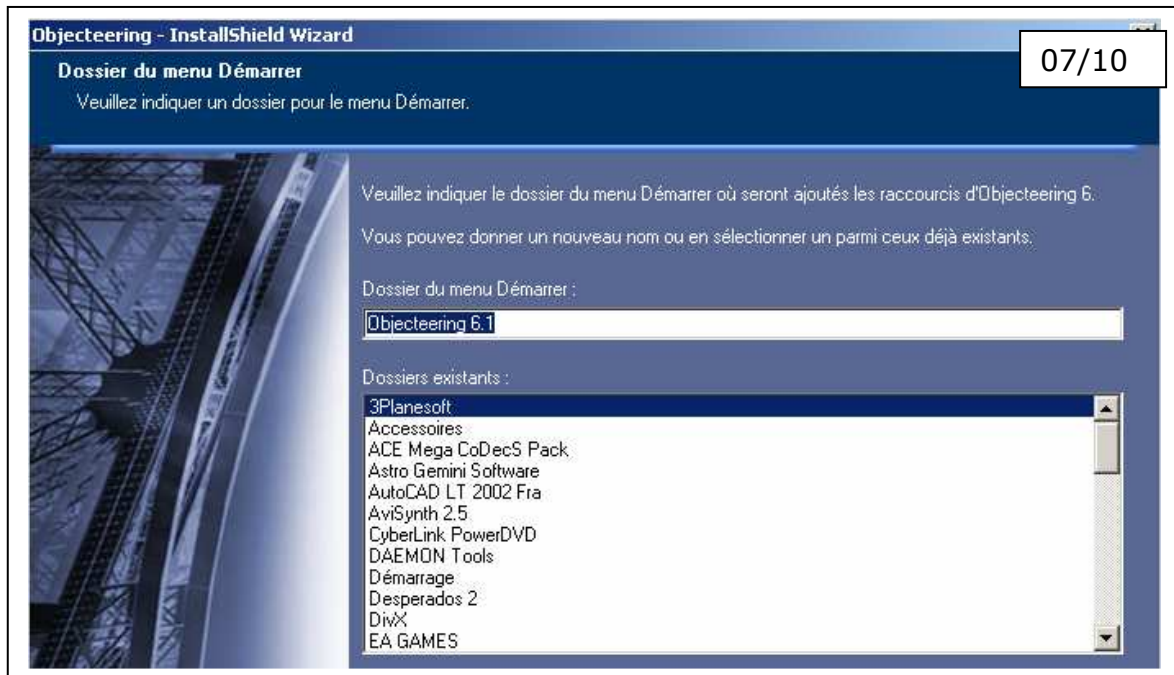 Objecteering - InstallShield Wizard
07/10
Dossier du menu Démarrer
Veuillez indiquer un dossier pour le menu Démarrer.
Veuillez indiquer le dossier du menu Démarrer où seront ajoutés les raccourcis d'Objecteering 6.
Vous pouvez donner un nouveau nom ou en sélectionner un parmi ceux déjà existants.
Dossier du menu Démarrer :
Objecteering 6.1
Dossiers existants :
3Planesoft
Accessoires
ACE Mega CoDecS Pack
Astro Gemini Software
AutoCAD LT 2002 Fra
AviSynth 2.5
CyberLink PowerDVD
DAEMON Tools
Démarrage
Desperados 2
DivX
EA GAMES